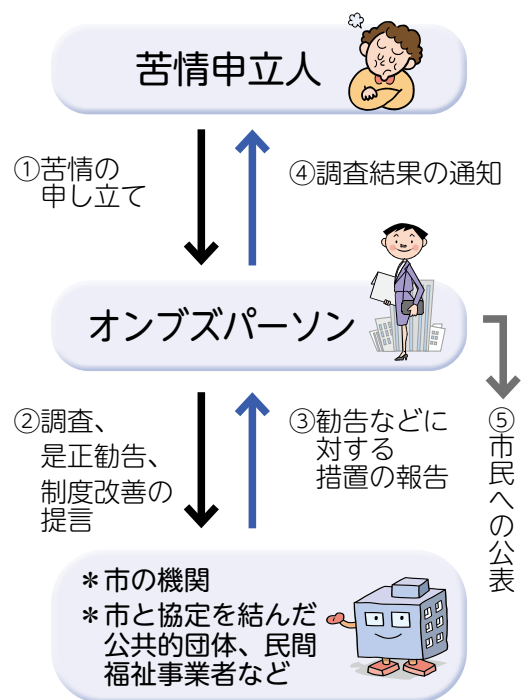 苦情申立人
①苦情の
申し立て
④調査結果の通知
オンブズパーソン
②調査、
是正勧告、
制度改善の
提言
③勧告などに
対する
措置の報告
⑤市民への公表
＊市の機関
＊市と協定を結んだ
公共的団体、民間
福祉事業者など